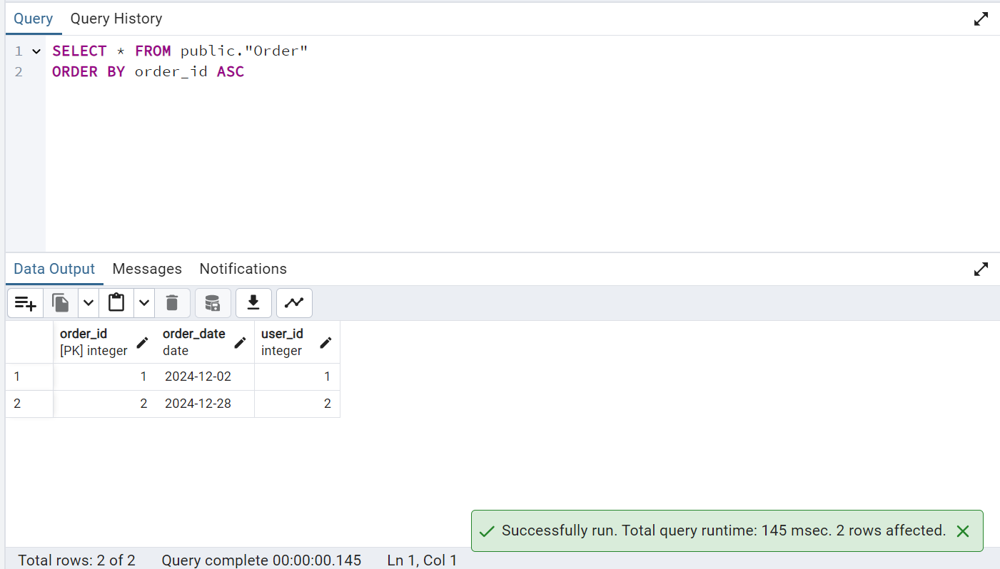 Query Query History
1 SELECT * FROM public."Order"
2 ORDER BY order_id ASC
Data Output Messages Notifications
order_id order_date user_id
[PK] integer date integer
1 1 2024-12-02 1
2 2 2024-12-28 2
Successfully run. Total query runtime: 145 msec. 2 rows affected.
Total rows: 2 of 2 Query complete 00:00:00.145 Ln 1, Col 1